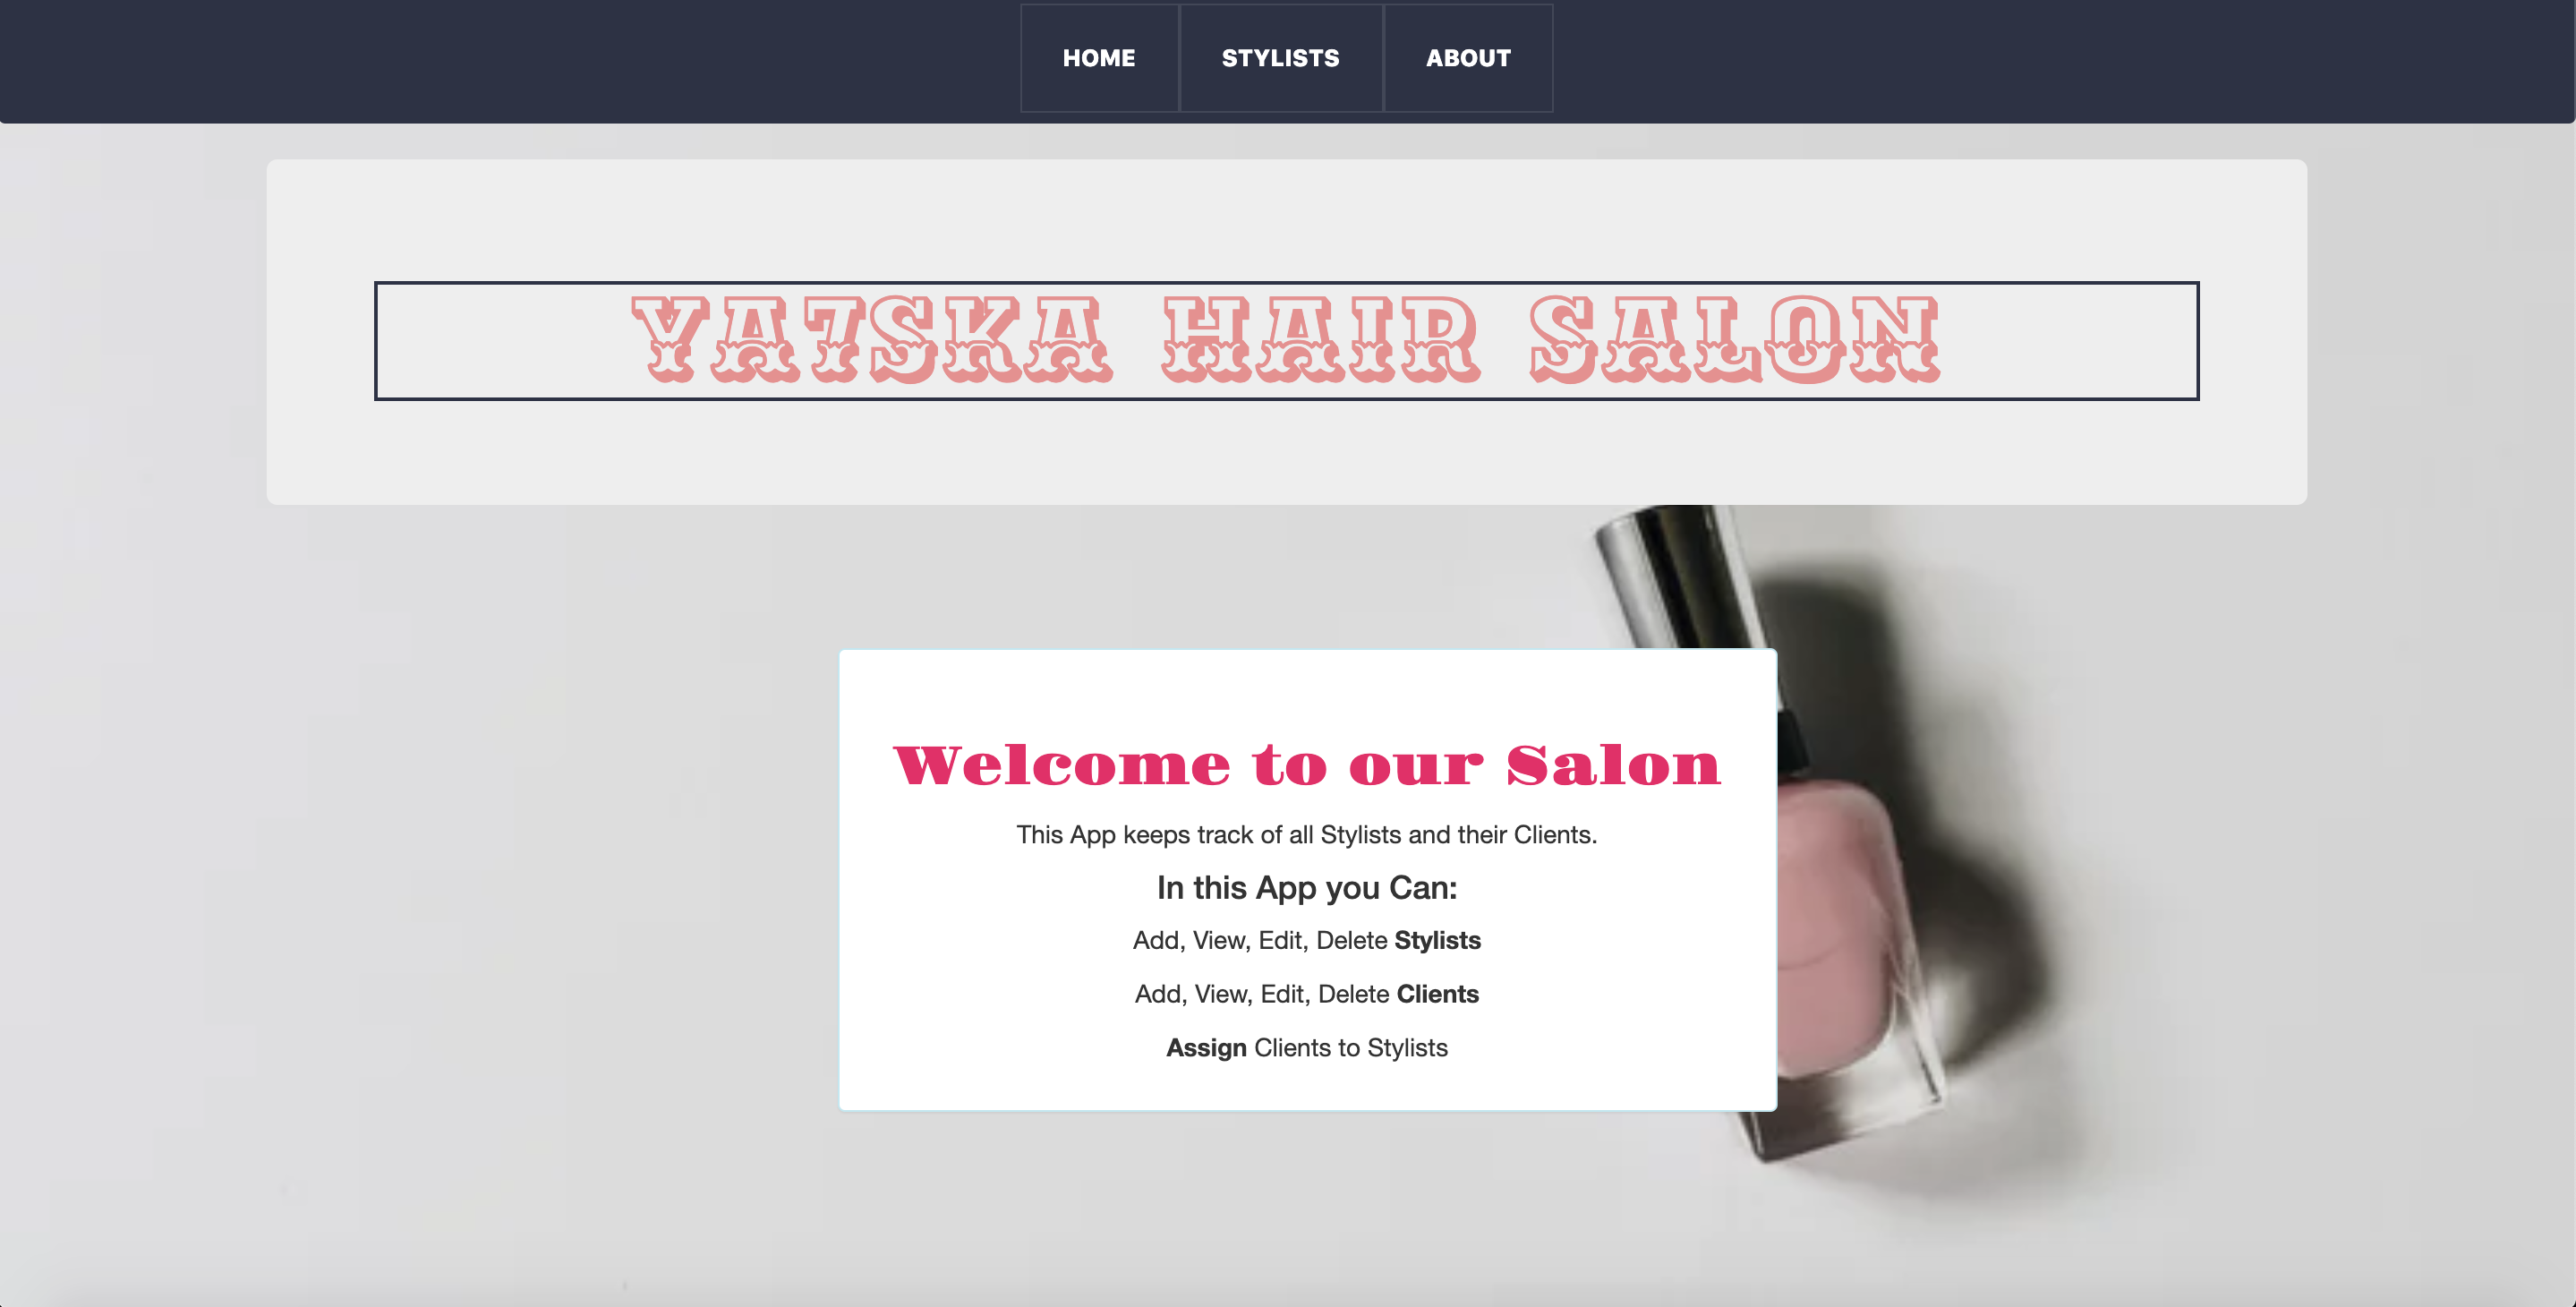 HOME STYLISTS ABOUT
YATSKA HAIR SALON
Welcome to our Salon
This App keeps track of all Stylists and their Clients.
In this App you Can:
Add, View, Edit, Delete Stylists
Add, View, Edit, Delete Clients
Assign Clients to Stylists